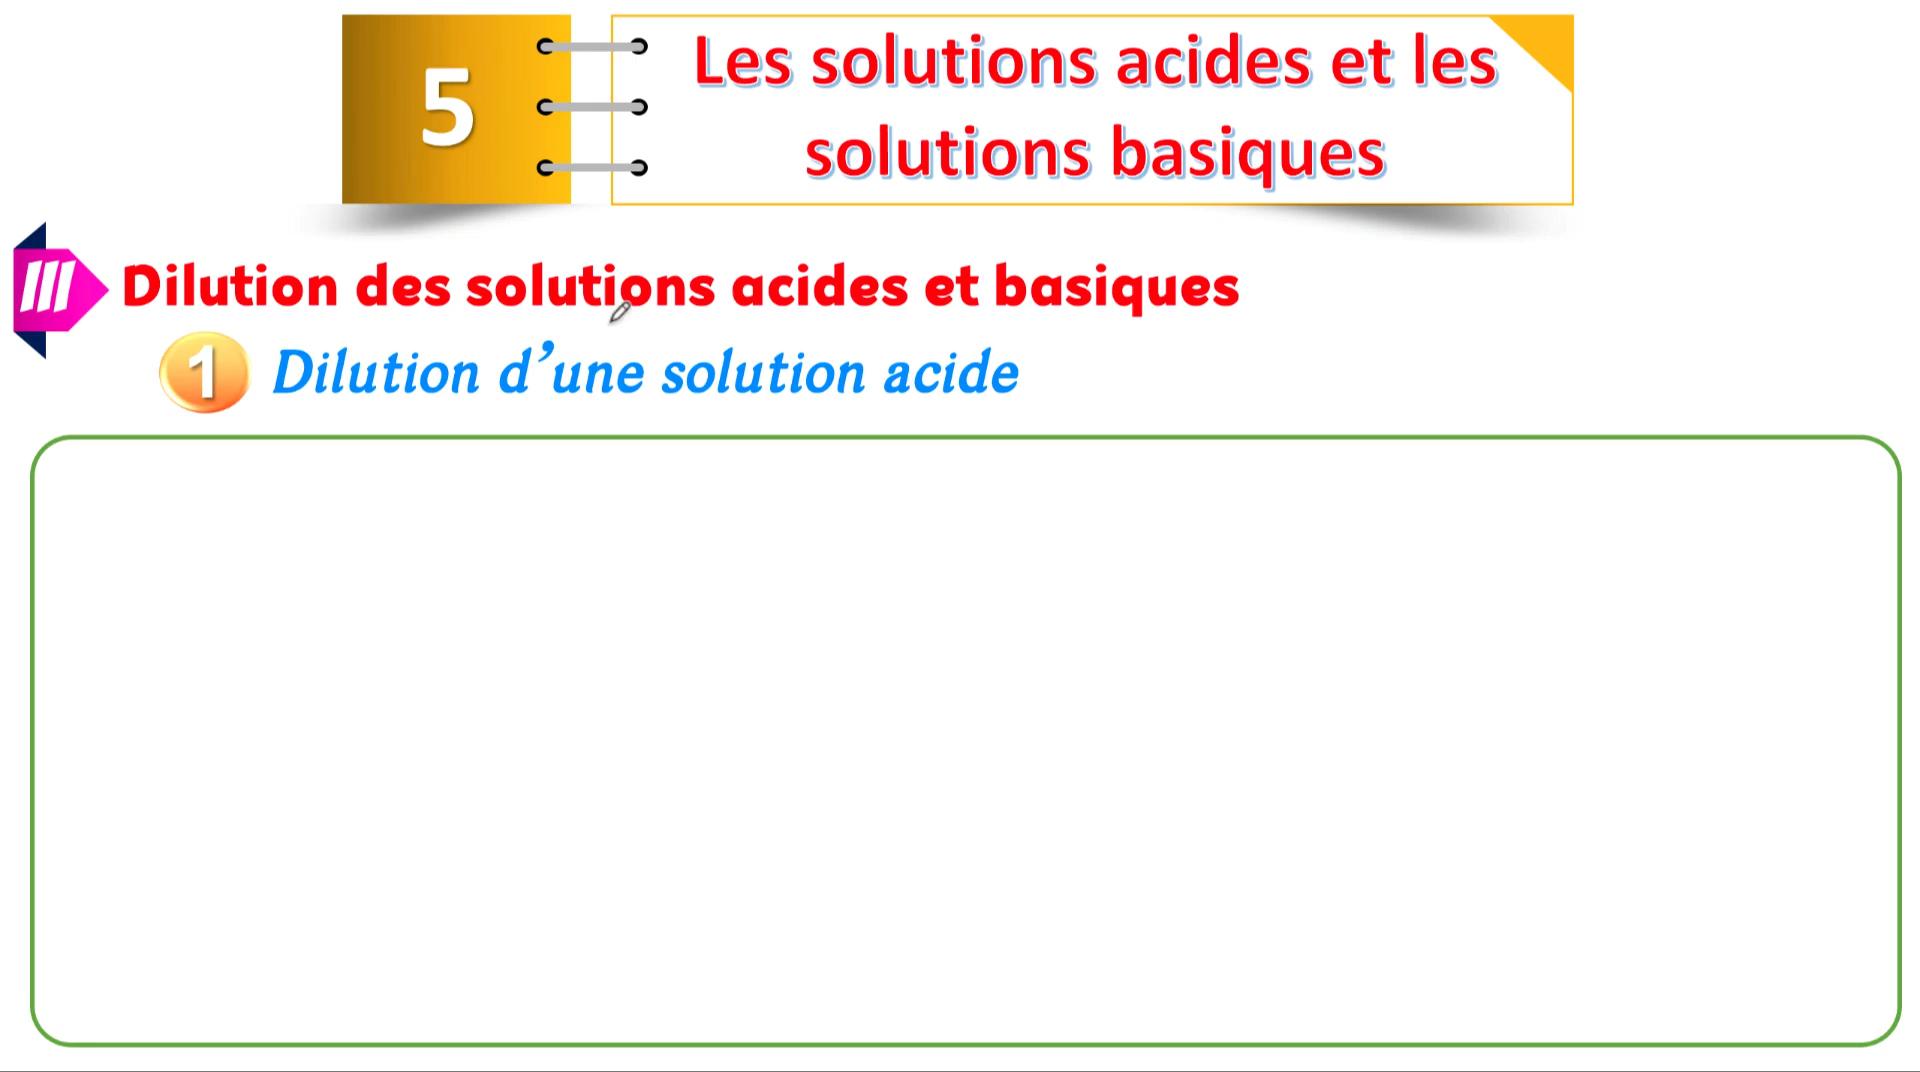 5
Les solutions acides et les
solutions basiques
III Dilution des solutions acides et basiques
1 Dilution d’une solution acide